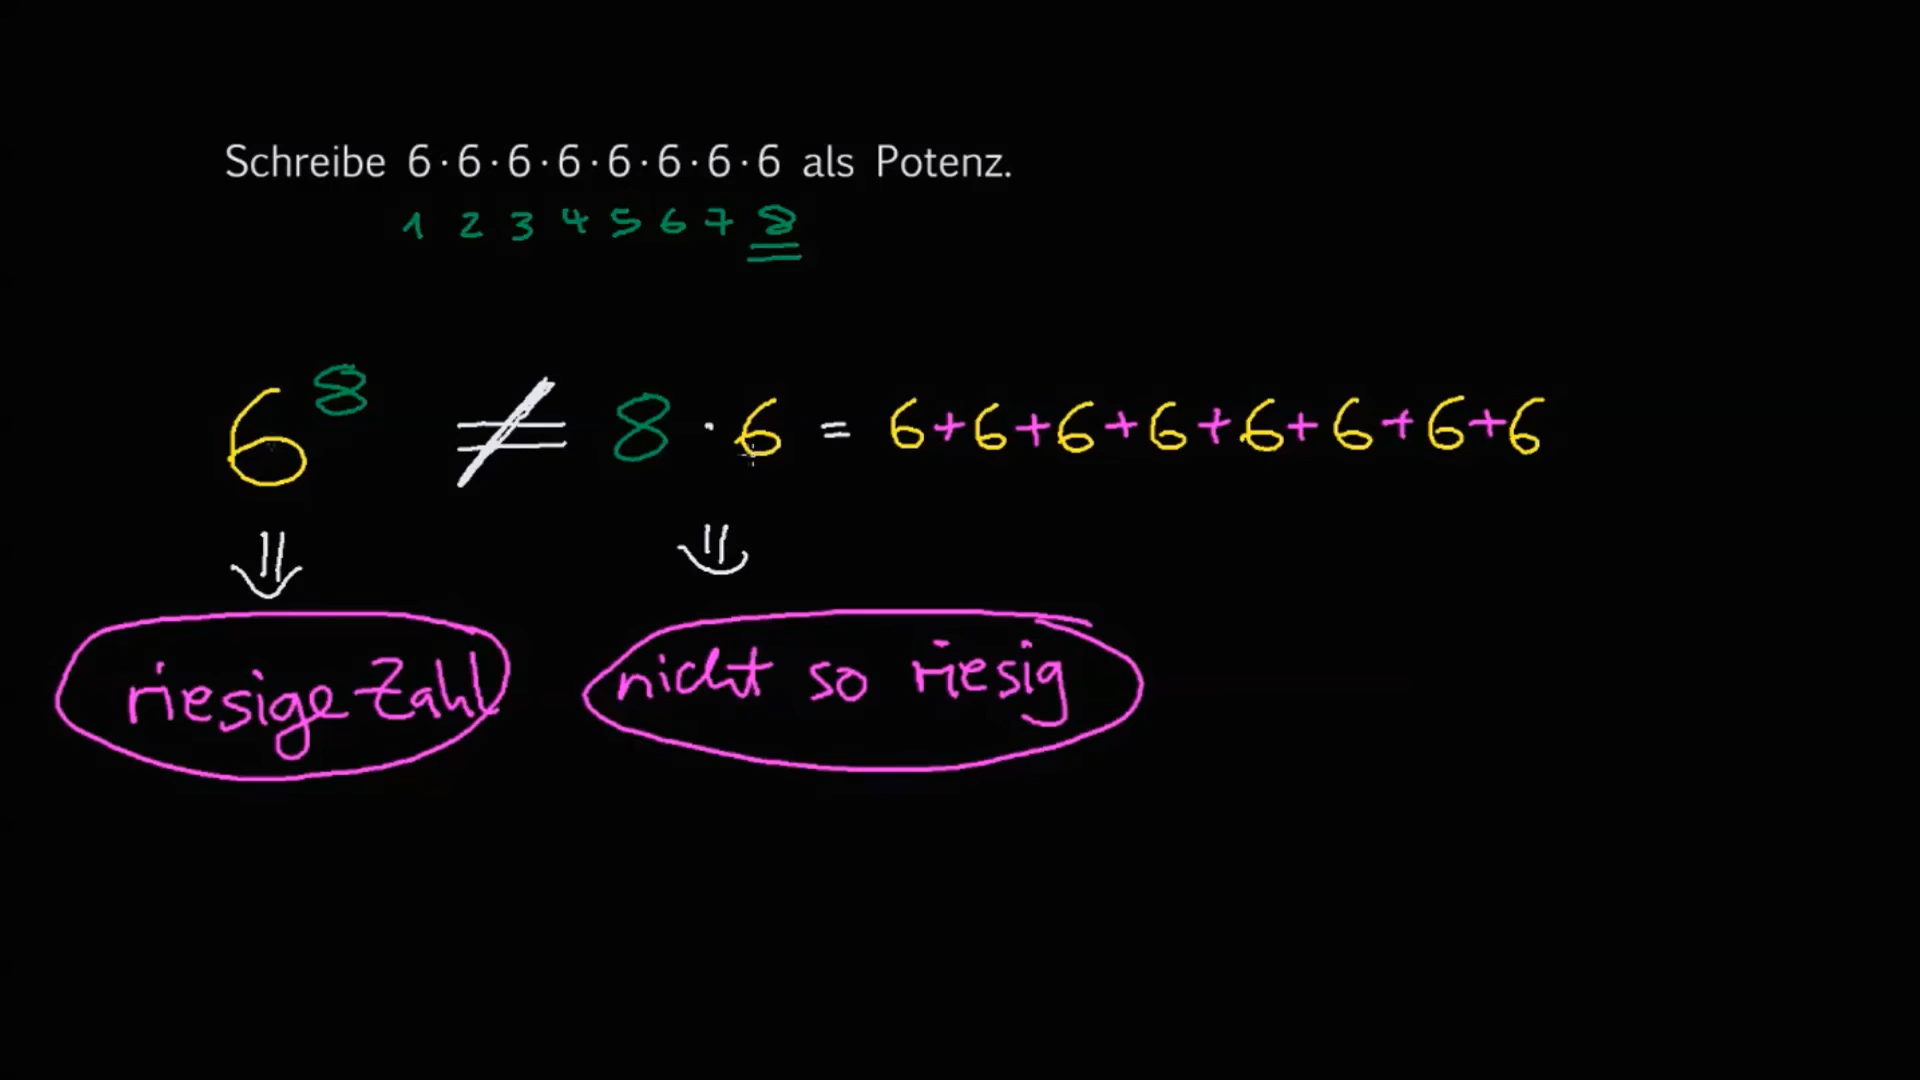 Schreibe 6·6·6·6·6·6·6·6 als Potenz.
1 2 3 4 5 6 7 8
6⁸ ≠ 8 · 6 = 6+6+6+6+6+6+6+6
⇓ ⇓
riesige Zahl nicht so riesig